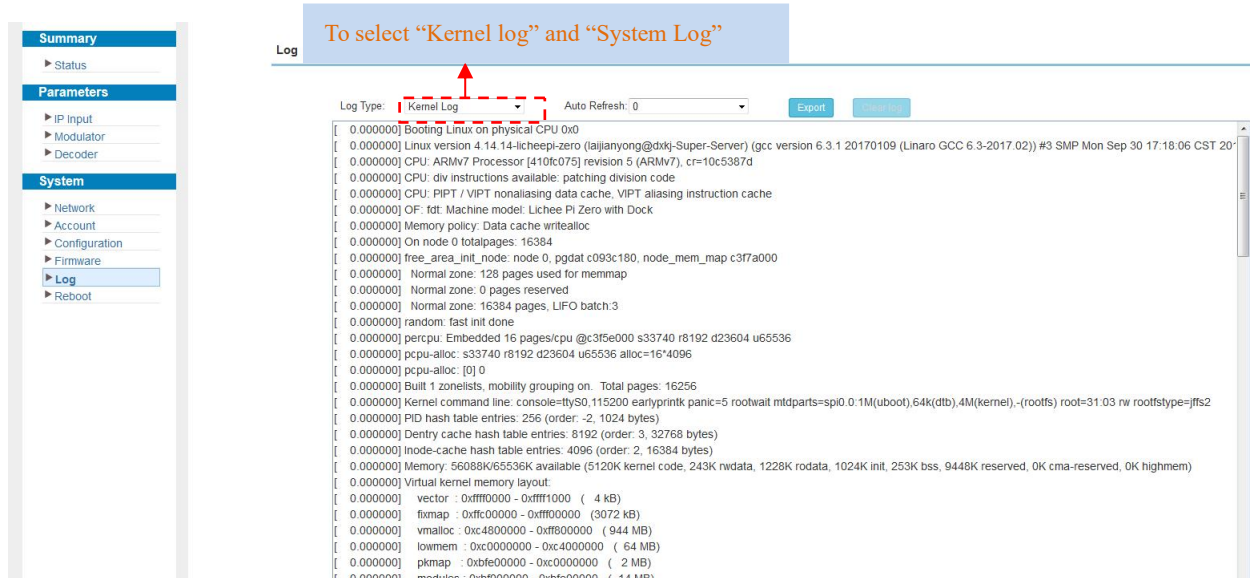 To select “Kernel log” and “System Log”
Summary
Status
Parameters
IP Input
Modulator
Decoder
System
Network
Account
Configuration
Firmware
Log
Reboot
Log
Log Type: Kernel Log Auto Refresh: 0 Export Clear log
[ 0.000000] Booting Linux on physical CPU 0x0
[ 0.000000] Linux version 4.14.14-licheepi-zero (laijianyong@dxkj-Super-Server) (gcc version 6.3.1 20170109 (Linaro GCC 6.3-2017.02)) #3 SMP Mon Sep 30 17:18:06 CST
[ 0.000000] CPU: ARMv7 Processor [410fc075] revision 5 (ARMv7), cr=10c5387d
[ 0.000000] CPU: div instructions available: patching division code
[ 0.000000] CPU: PIPT / VIPT nonaliasing data cache, VIPT aliasing instruction cache
[ 0.000000] OF: fdt: Machine model: Lichee Pi Zero with Dock
[ 0.000000] Memory policy: Data cache writealloc
[ 0.000000] On node 0 totalpages: 16384
[ 0.000000] free_area_init_node: node 0, pgdat c093c180, node_mem_map c3f7a000
[ 0.000000] Normal zone: 128 pages used for memmap
[ 0.000000] Normal zone: 0 pages reserved
[ 0.000000] Normal zone: 16384 pages, LIFO batch:3
[ 0.000000] random: fast init done
[ 0.000000] percpu: Embedded 16 pages/cpu @c3f5e000 s33740 r8192 d23604 u65536
[ 0.000000] pcpu-alloc: s33740 r8192 d23604 u65536 alloc=16*4096
[ 0.000000] pcpu-alloc: [0] 0
[ 0.000000] Built 1 zonelists, mobility grouping on. Total pages: 16256
[ 0.000000] Kernel command line: console=ttyS0,115200 earlyprintk panic=5 rootwait mtdparts=spi0.0:1M(uboot),64k(dtb),4M(kernel),-(rootfs) root=31:03 rw rootfstype=jffs2
[ 0.000000] PID hash table entries: 256 (order: -2, 1024 bytes)
[ 0.000000] Dentry cache hash table entries: 8192 (order: 3, 32768 bytes)
[ 0.000000] Inode-cache hash table entries: 4096 (order: 2, 16384 bytes)
[ 0.000000] Memory: 56088K/65536K available (5120K kernel code, 243K rwdata, 1228K rodata, 1024K init, 253K bss, 9448K reserved, 0K cma-reserved, 0K highmem)
[ 0.000000] Virtual kernel memory layout:
[ 0.000000] vector : 0xffff0000 - 0xffff1000 ( 4 kB)
[ 0.000000] fixmap : 0xffc00000 - 0xfff00000 (3072 kB)
[ 0.000000] vmalloc : 0xc4800000 - 0xff800000 ( 944 MB)
[ 0.000000] lowmem : 0xc0000000 - 0xc4000000 ( 64 MB)
[ 0.000000] pkmap : 0xbfe00000 - 0xc0000000 ( 2 MB)
[ 0.000000] modules : 0xbf000000 - 0xbfe00000 ( 14 MB)